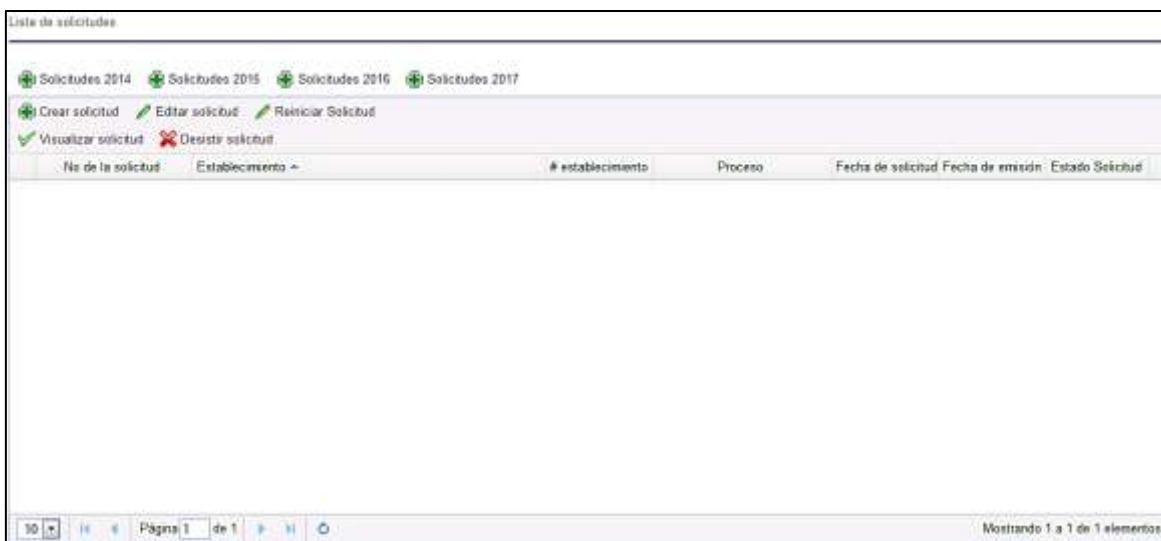 Lista de solicitudes
Solicitudes 2014 Solicitudes 2015 Solicitudes 2016 Solicitudes 2017
Crear solicitud Editar solicitud Reiniciar Solicitud
Visualizar solicitud Desistir solicitud
No de la solicitud Establecimiento # establecimiento Proceso Fecha de solicitud Fecha de emisión Estado Solicitud
10 Página 1 de 1 Mostrando 1 a 1 de 1 elementos